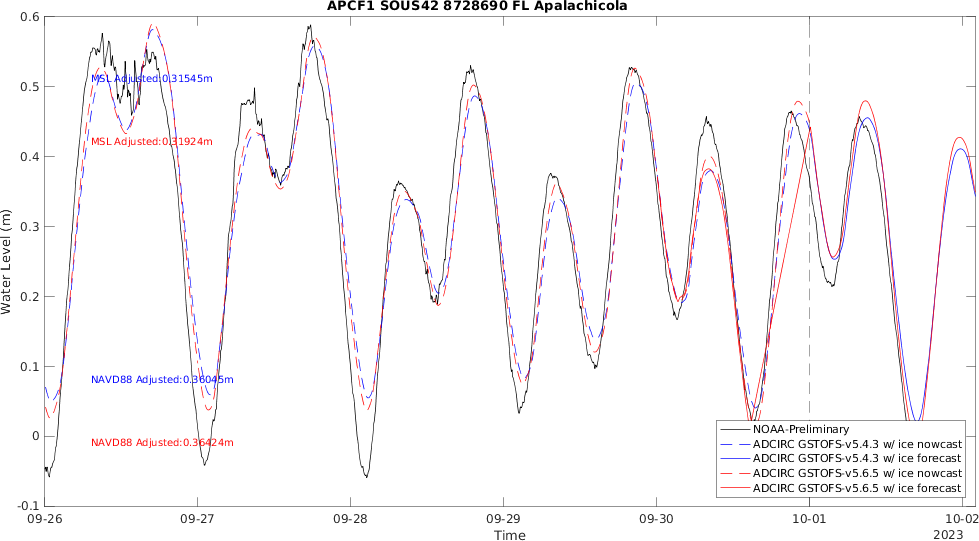 APCF1 SOUS42 8728690 FL Apalachicola
0.6
0.5
0.4
0.3
0.2
0.1
0
-0.1
Water Level (m)
MSL Adjusted:0.31545m
MSL Adjusted:0.31924m
NAVD88 Adjusted:0.36045m
NAVD88 Adjusted:0.36424m
NOAA-Preliminary
ADCIRC GSTOFS-v5.4.3 w/ ice nowcast
ADCIRC GSTOFS-v5.4.3 w/ ice forecast
ADCIRC GSTOFS-v5.6.5 w/ ice nowcast
ADCIRC GSTOFS-v5.6.5 w/ ice forecast
09-26 09-27 09-28 09-29 09-30 10-01 10-02
Time
2023